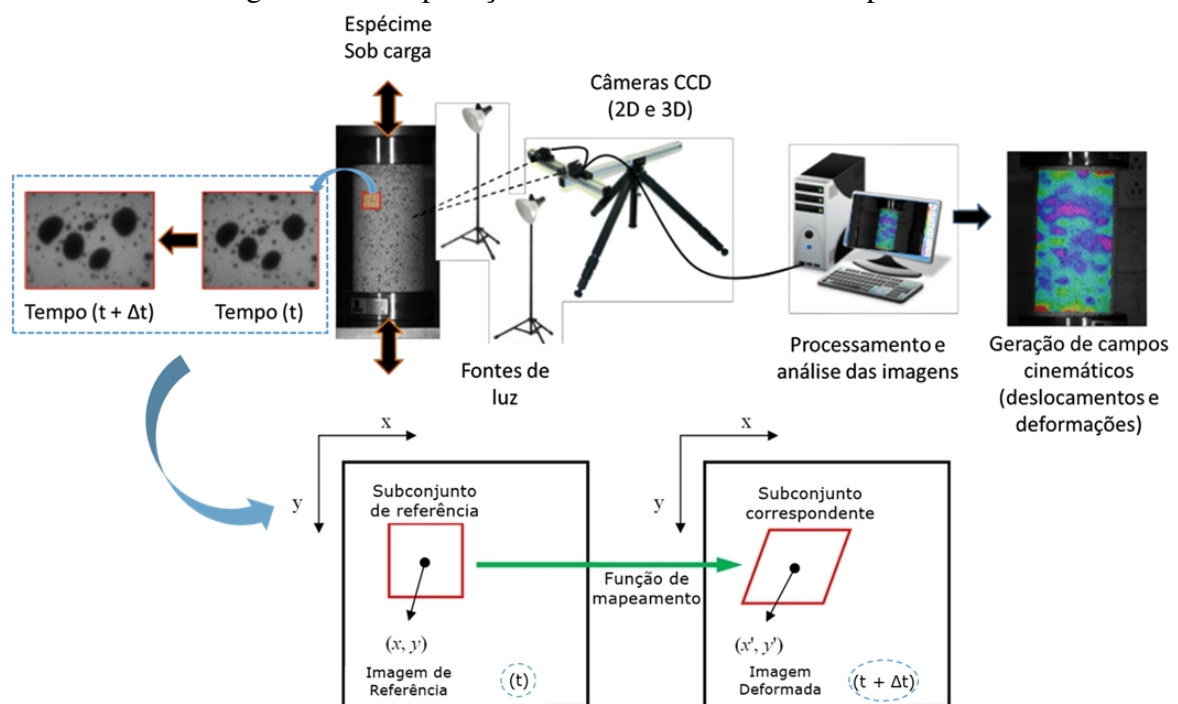 Espécime
Sob carga
Câmeras CCD
(2D e 3D)
Tempo (t + Δt)
Tempo (t)
Fontes de
luz
Processamento e
análise das imagens
Geração de campos
cinemáticos
(deslocamentos e
deformações)
x
y
Subconjunto
de referência
(x, y)
Imagem de
Referência
(t)
Função de
mapeamento
x
y
Subconjunto
correspondente
(x', y')
Imagem
Deformada
(t + Δt)